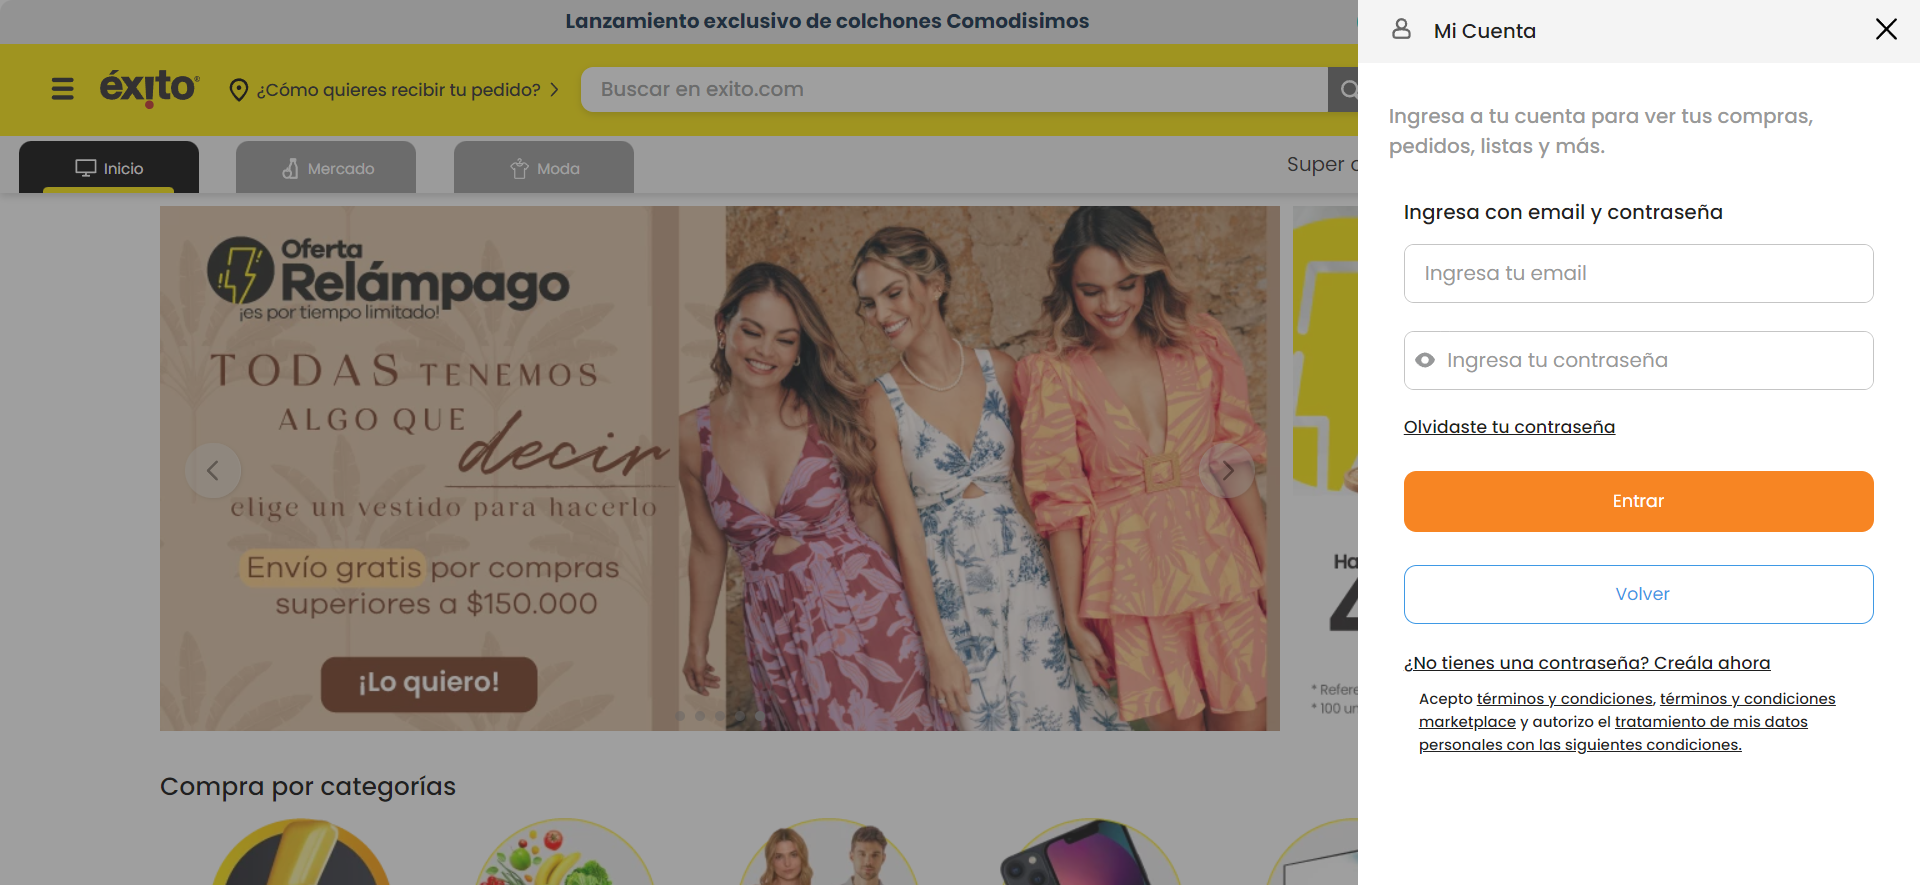 Lanzamiento exclusivo de colchones Comodisimos
Mi Cuenta
éxito
¿Cómo quieres recibir tu pedido?
Buscar en exito.com
Inicio
Mercado
Moda
Super
Oferta
Relámpago
¡es por tiempo limitado!
TODAS TENEMOS
ALGO QUE
decir
elige un vestido para hacerlo
Envío gratis por compras
superiores a $150.000
¡Lo quiero!
Ha
4
* Refere
* 100 un
Compra por categorías
Ingresa a tu cuenta para ver tus compras,
pedidos, listas y más.
Ingresa con email y contraseña
Ingresa tu email
Ingresa tu contraseña
Olvidaste tu contraseña
Entrar
Volver
¿No tienes una contraseña? Creála ahora
Acepto términos y condiciones, términos y condiciones
marketplace y autorizo el tratamiento de mis datos
personales con las siguientes condiciones.